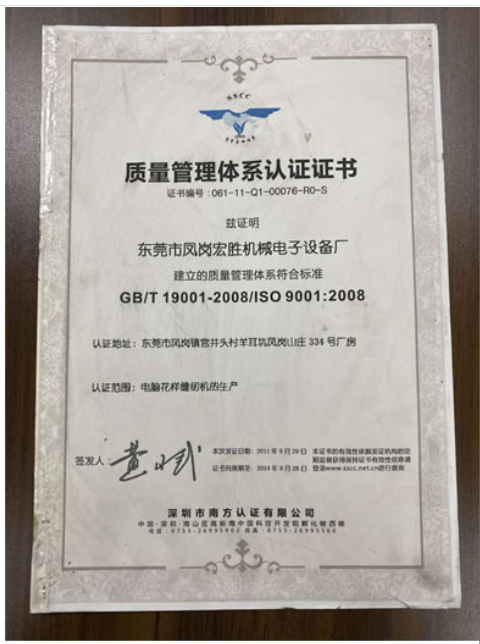 SSCC
质量管理体系认证证书
证书编号:061-11-Q1-00076-R0-S
兹证明
东莞市凤岗宏胜机械电子设备厂
建立的质量管理体系符合标准
GB/T 19001-2008/ISO 9001:2008
认证地址:东莞市凤岗镇官井头村羊耳坑凤岗山庄 334 号厂房
认证范围:电脑花样缝纫机的生产
签发人:
本次发证日期:2011 年 9 月 29 日
证书有效期至:2014 年 9 月 28 日
本证书的有效性依据发证机构的定
期监督获得保持证书有效性信息请
登录www.sscc.net.cn进行查询
深圳市南方认证有限公司
中国·深圳·南山区高新南中国科技开发院孵化楼四楼
电话:0755-26995902 传真:0755-26995560